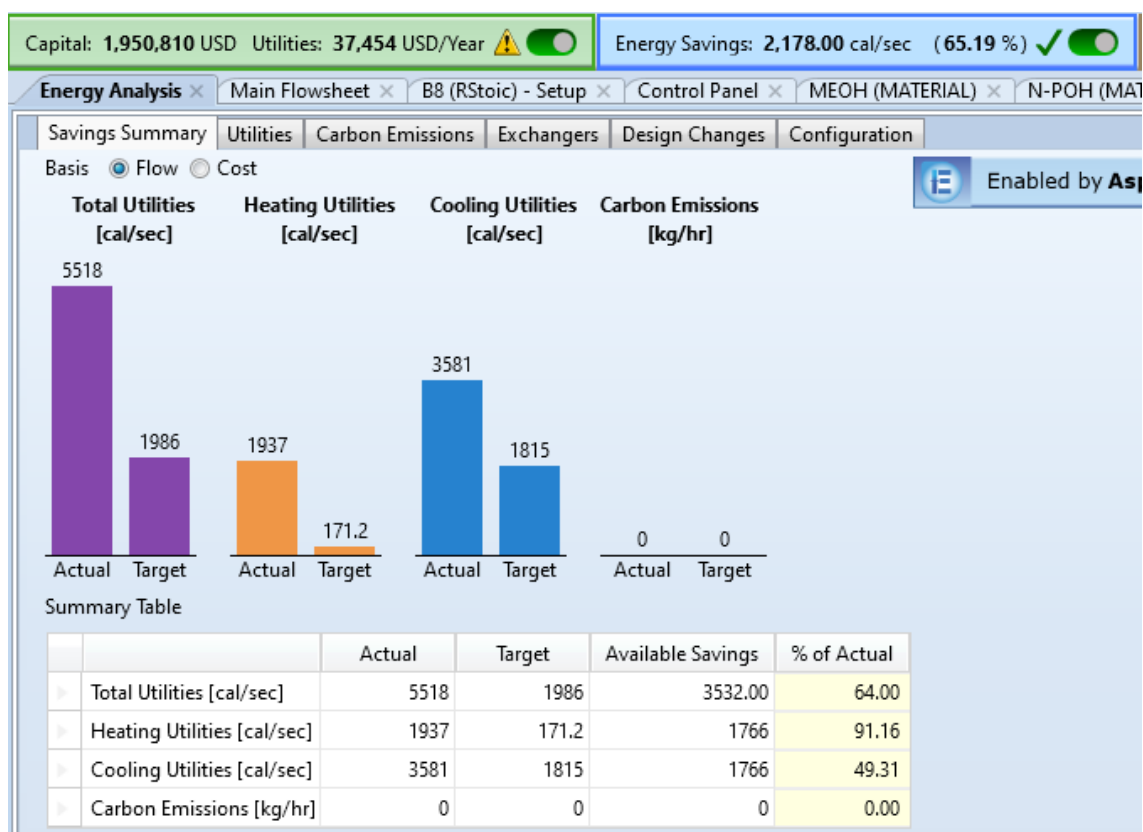 Capital: 1,950,810 USD Utilities: 37,454 USD/Year
Energy Savings: 2,178.00 cal/sec (65.19 %)
Energy Analysis
Main Flowsheet
B8 (RStoic) - Setup
Control Panel
MEOH (MATERIAL)
N-POH (MAT
Savings Summary
Utilities
Carbon Emissions
Exchangers
Design Changes
Configuration
Basis Flow Cost
Enabled by Asp
Total Utilities
[cal/sec]
Heating Utilities
[cal/sec]
Cooling Utilities
[cal/sec]
Carbon Emissions
[kg/hr]
5518
1986
1937
171.2
3581
1815
0 0
Actual Target Actual Target Actual Target Actual Target
Summary Table
Actual Target Available Savings % of Actual
Total Utilities [cal/sec] 5518 1986 3532.00 64.00
Heating Utilities [cal/sec] 1937 171.2 1766 91.16
Cooling Utilities [cal/sec] 3581 1815 1766 49.31
Carbon Emissions [kg/hr] 0 0 0 0.00